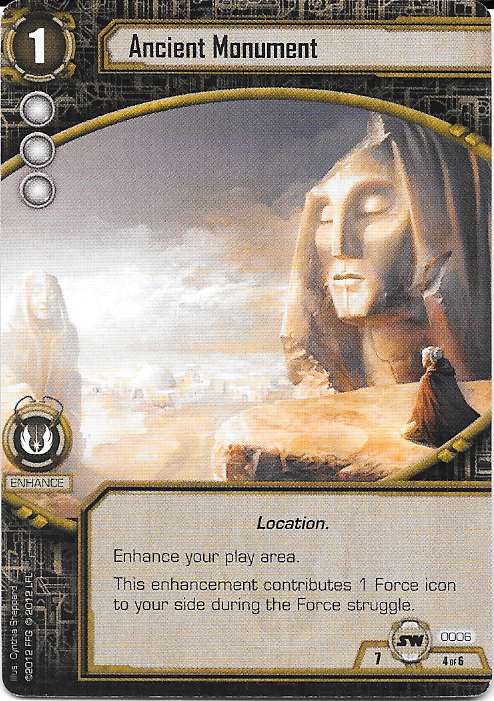 1
Ancient Monument
ENHANCE
Location.
Enhance your play area.
This enhancement contributes 1 Force icon
to your side during the Force struggle.
SW
0006
7
4 OF 6
Illus. Cynthia Sheppard
©2012 FFG ©2012 LFL